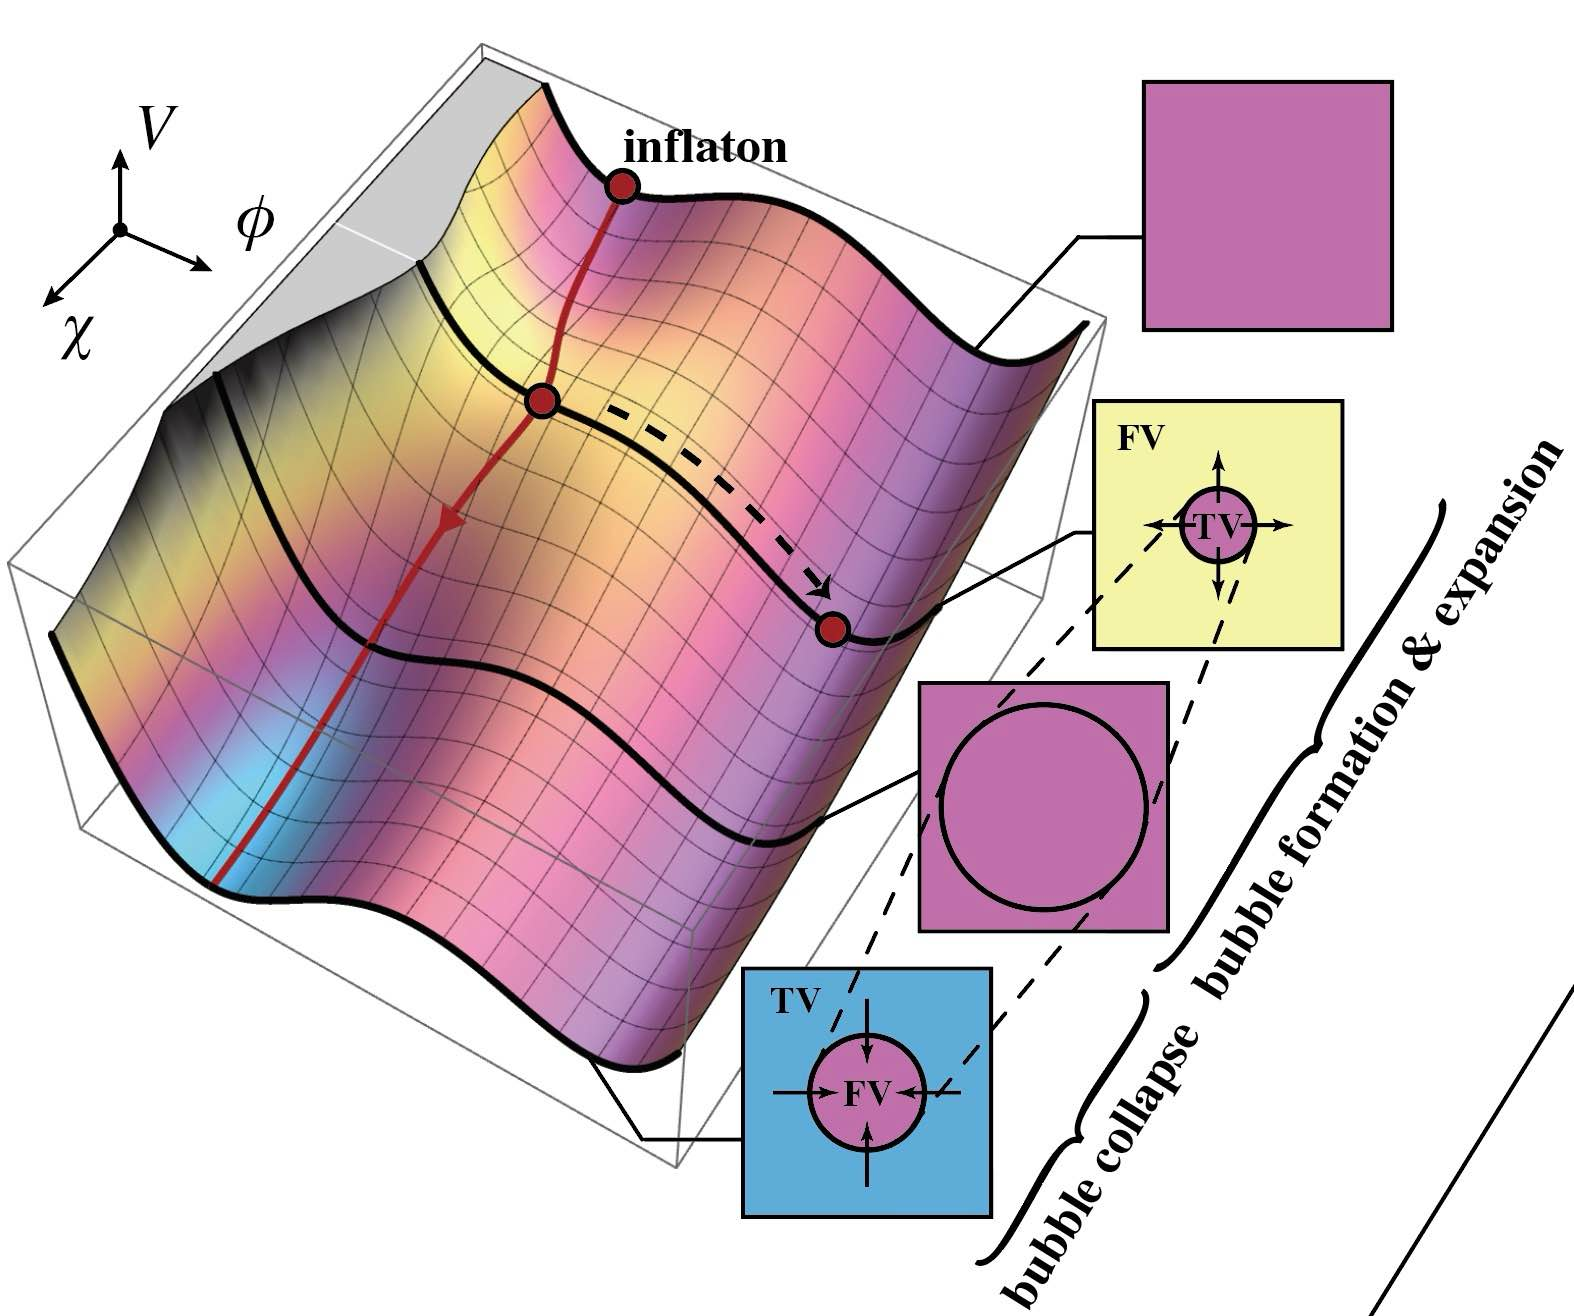 V
ϕ
χ
inflaton
FV
TV
TV
FV
bubble formation & expansion
bubble collapse